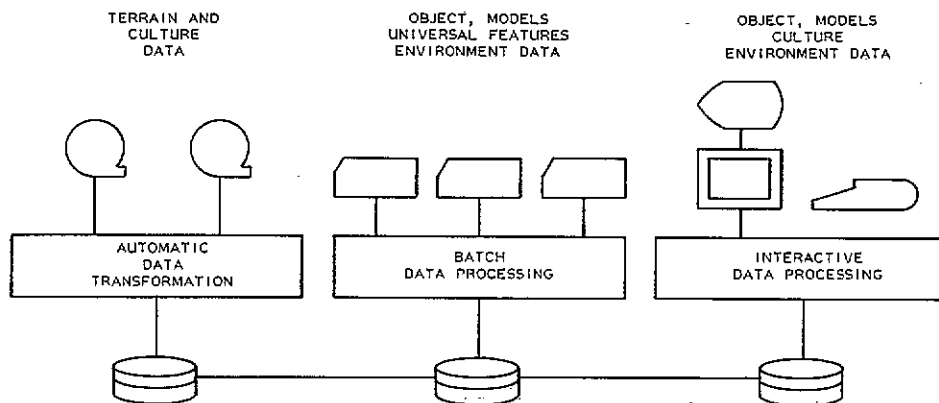 TERRAIN AND
CULTURE
DATA
OBJECT, MODELS
UNIVERSAL FEATURES
ENVIRONMENT DATA
OBJECT, MODELS
CULTURE
ENVIRONMENT DATA
AUTOMATIC
DATA
TRANSFORMATION
BATCH
DATA PROCESSING
INTERACTIVE
DATA PROCESSING